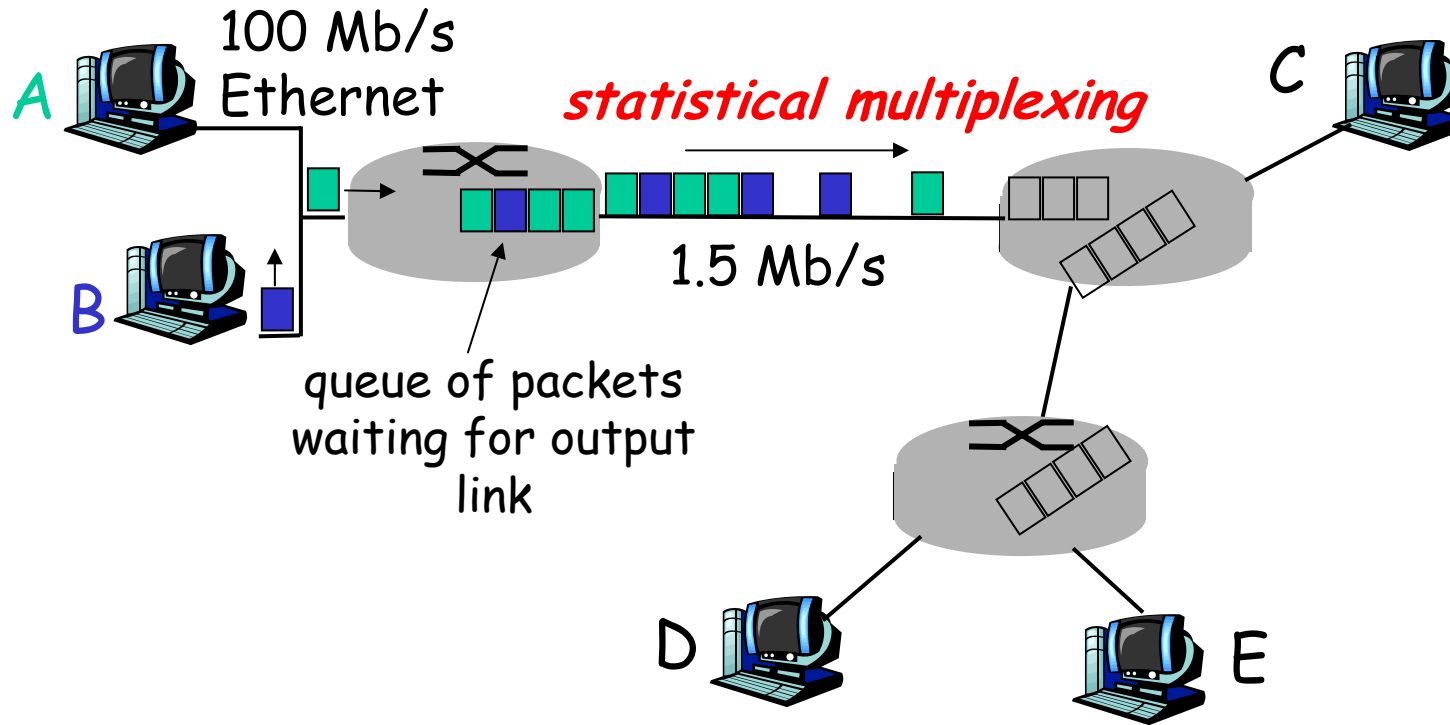 100 Mb/s
Ethernet
A
statistical multiplexing
C
B
1.5 Mb/s
queue of packets
waiting for output
link
D
E